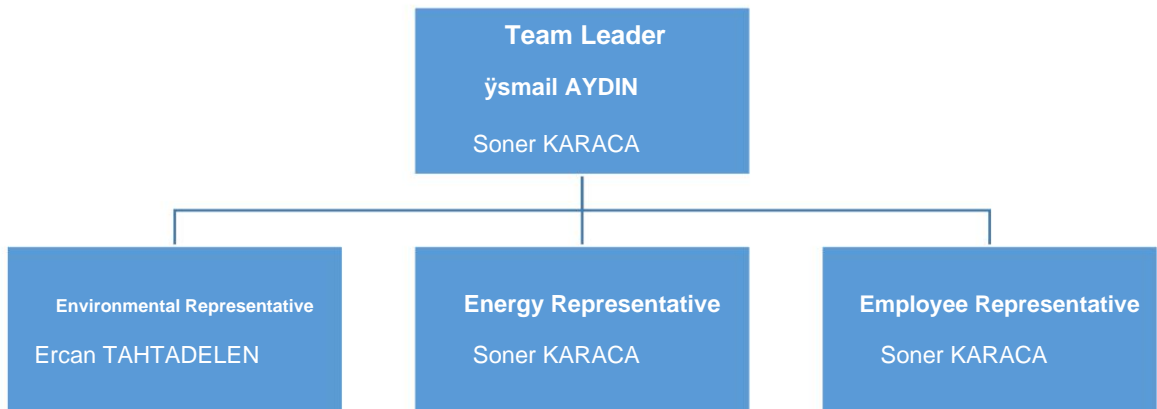 Team Leader
ÿsmail AYDIN
Soner KARACA
Environmental Representative
Ercan TAHTADELEN
Energy Representative
Soner KARACA
Employee Representative
Soner KARACA